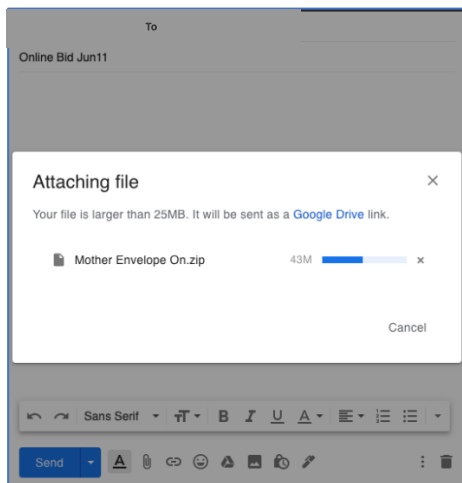 To
Online Bid Jun11
Attaching file
Your file is larger than 25MB. It will be sent as a Google Drive link.
Mother Envelope On.zip 43M
Cancel
Sans Serif
B I U A
Send A